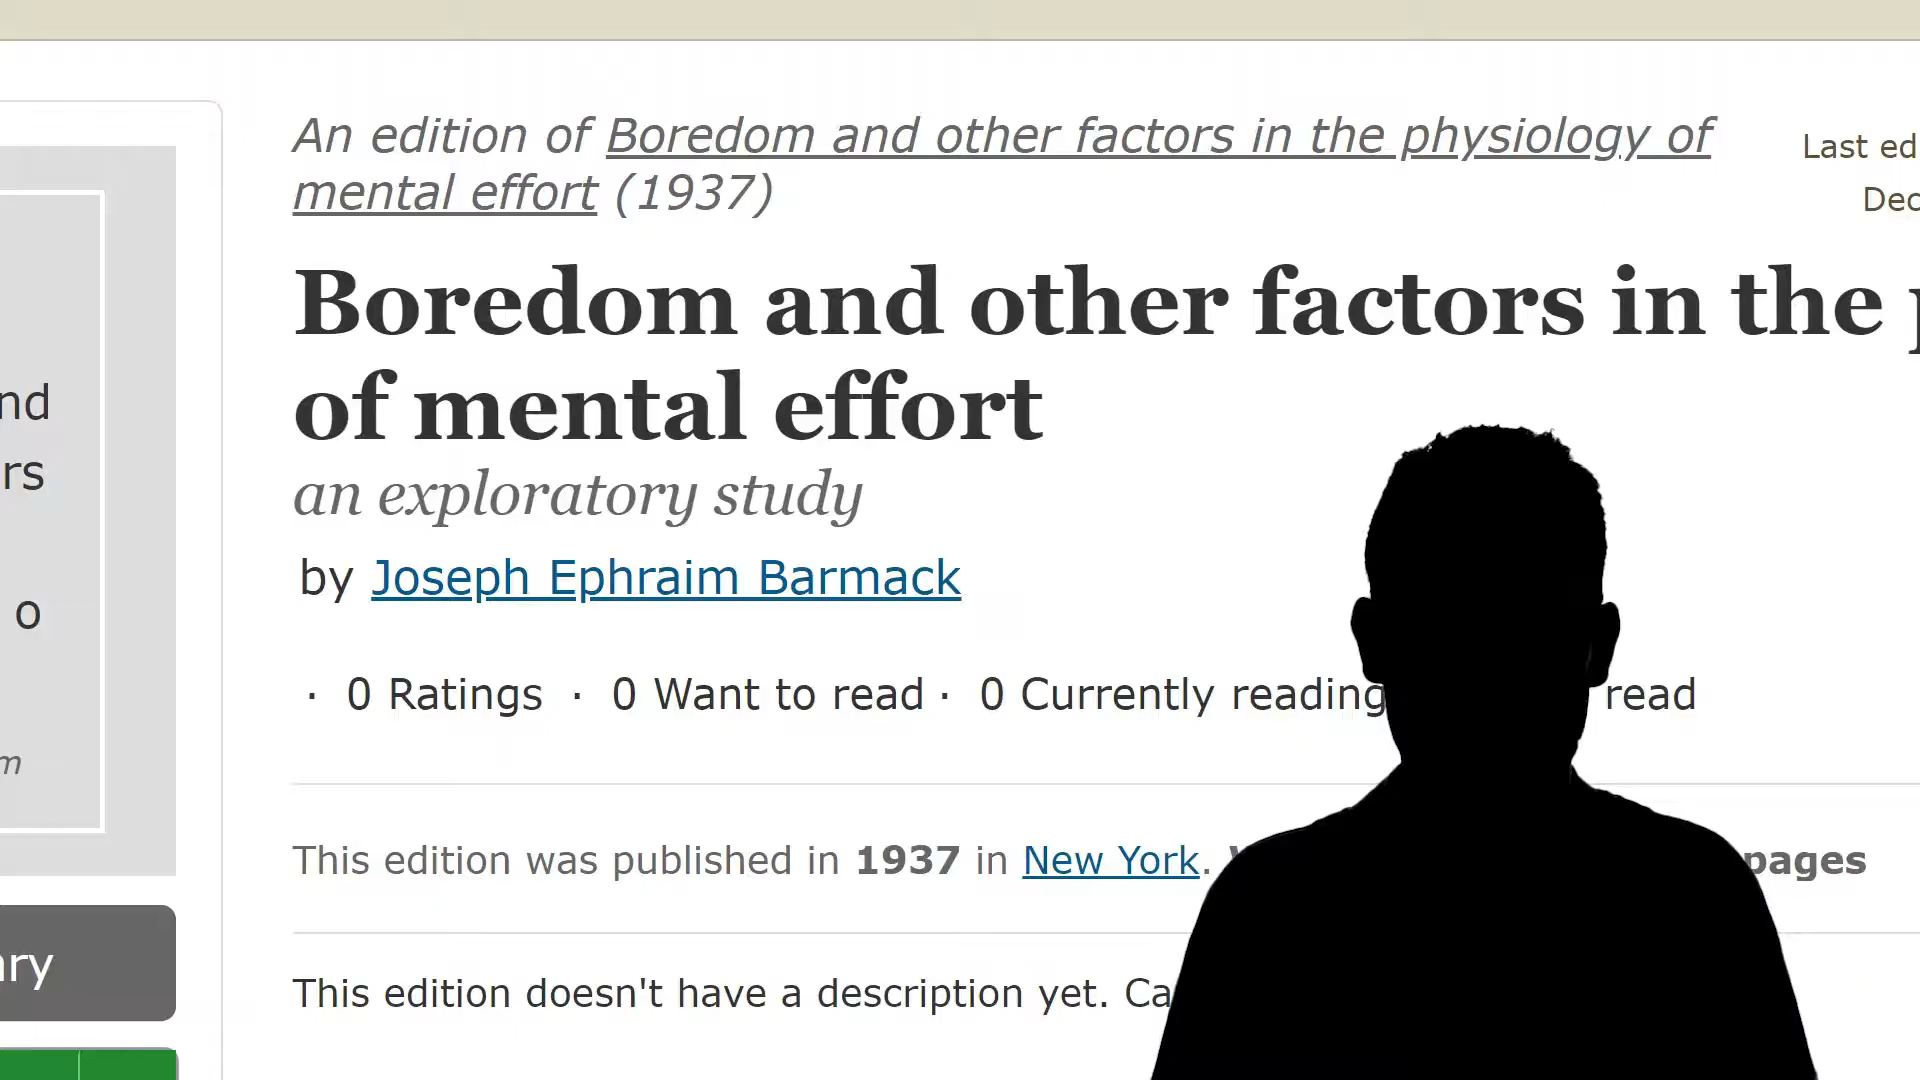 An edition of Boredom and other factors in the physiology of
mental effort (1937)
Last ed
Dec
Boredom and other factors in the
of mental effort
an exploratory study
by Joseph Ephraim Barmack
· 0 Ratings · 0 Want to read · 0 Currently reading read
This edition was published in 1937 in New York. pages
This edition doesn't have a description yet. Ca
nd
rs
o
m
ary